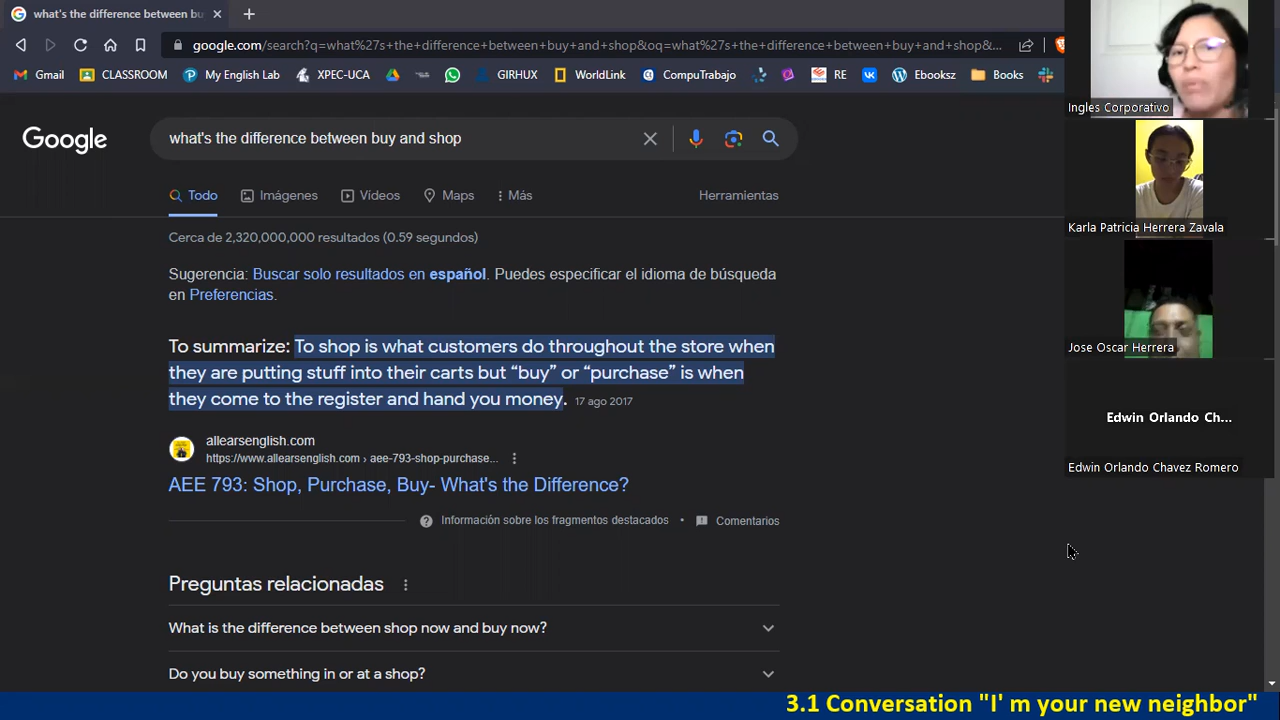 what's the difference between bu
google.com/search?q=what%27s+the+difference+between+buy+and+shop&oq=what%27s+the+difference+between+buy+and+shop&...
Gmail CLASSROOM My English Lab XPEC-UCA GIRHUX WorldLink CompuTrabajo RE Ebooksz Books
Google
what's the difference between buy and shop
Todo Imágenes Vídeos Maps Más Herramientas
Cerca de 2,320,000,000 resultados (0.59 segundos)
Sugerencia: Buscar solo resultados en español. Puedes especificar el idioma de búsqueda
en Preferencias.
To summarize: To shop is what customers do throughout the store when
they are putting stuff into their carts but “buy” or “purchase” is when
they come to the register and hand you money. 17 ago 2017
allearsenglish.com
https://www.allearsenglish.com › aee-793-shop-purchase...
AEE 793: Shop, Purchase, Buy- What's the Difference?
Información sobre los fragmentos destacados • Comentarios
Preguntas relacionadas
What is the difference between shop now and buy now?
Do you buy something in or at a shop?
Ingles Corporativo
Karla Patricia Herrera Zavala
Jose Oscar Herrera
Edwin Orlando Ch...
Edwin Orlando Chavez Romero
3.1 Conversation "I' m your new neighbor"